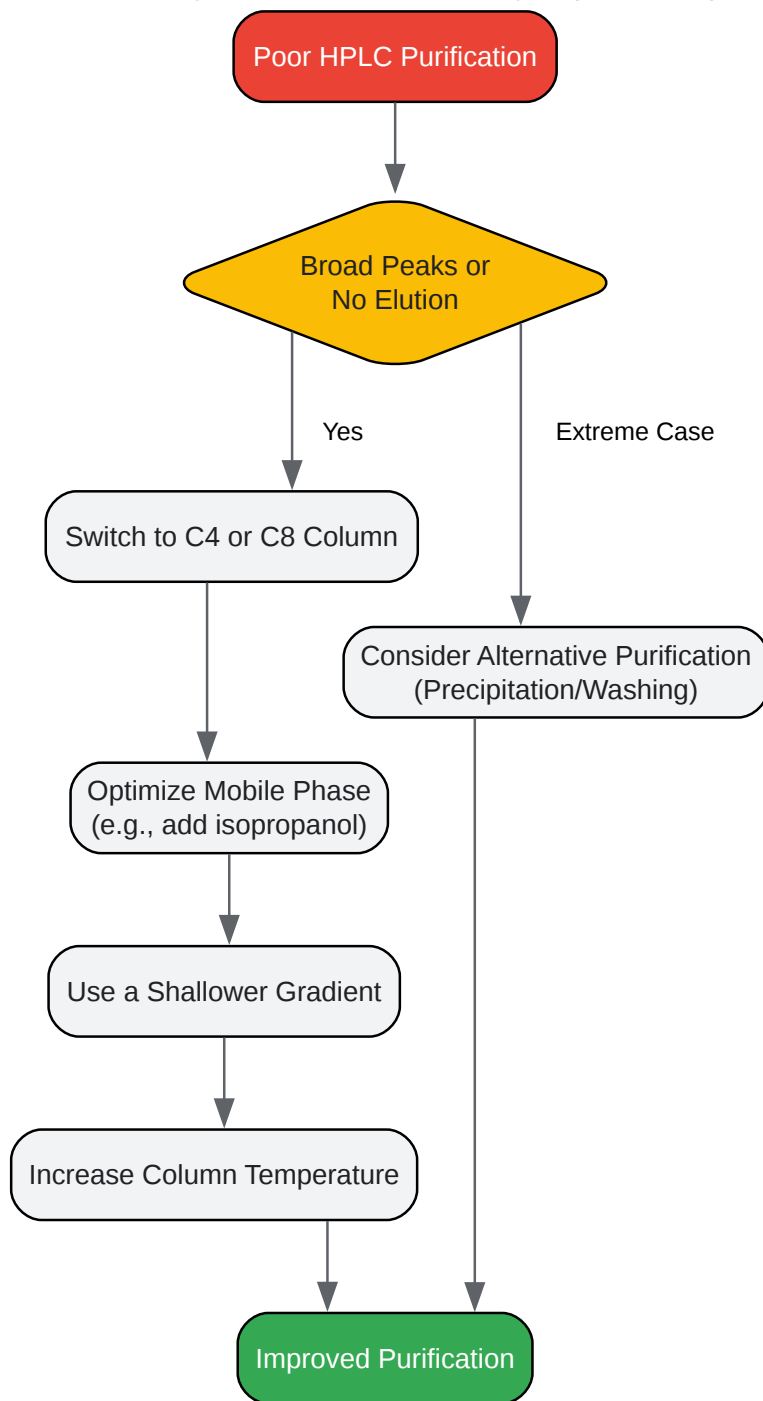 Poor HPLC Purification
Broad Peaks or
No Elution
Yes
Extreme Case
Switch to C4 or C8 Column
Consider Alternative Purification
(Precipitation/Washing)
Optimize Mobile Phase
(e.g., add isopropanol)
Use a Shallower Gradient
Increase Column Temperature
Improved Purification